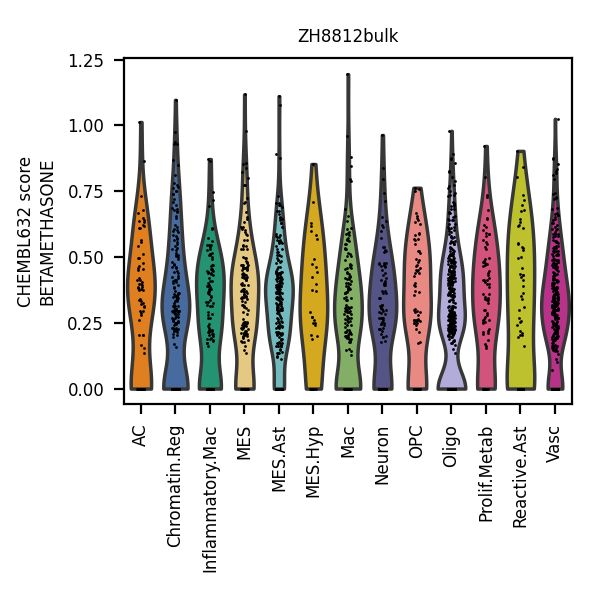 ZH8812bulk
CHEMBL632 score
BETAMETHASONE
1.25
1.00
0.75
0.50
0.25
0.00
AC
Chromatin.Reg
Inflammatory.Mac
MES
MES.Ast
MES.Hyp
Mac
Neuron
OPC
Oligo
Prolif.Metab
Reactive.Ast
Vasc